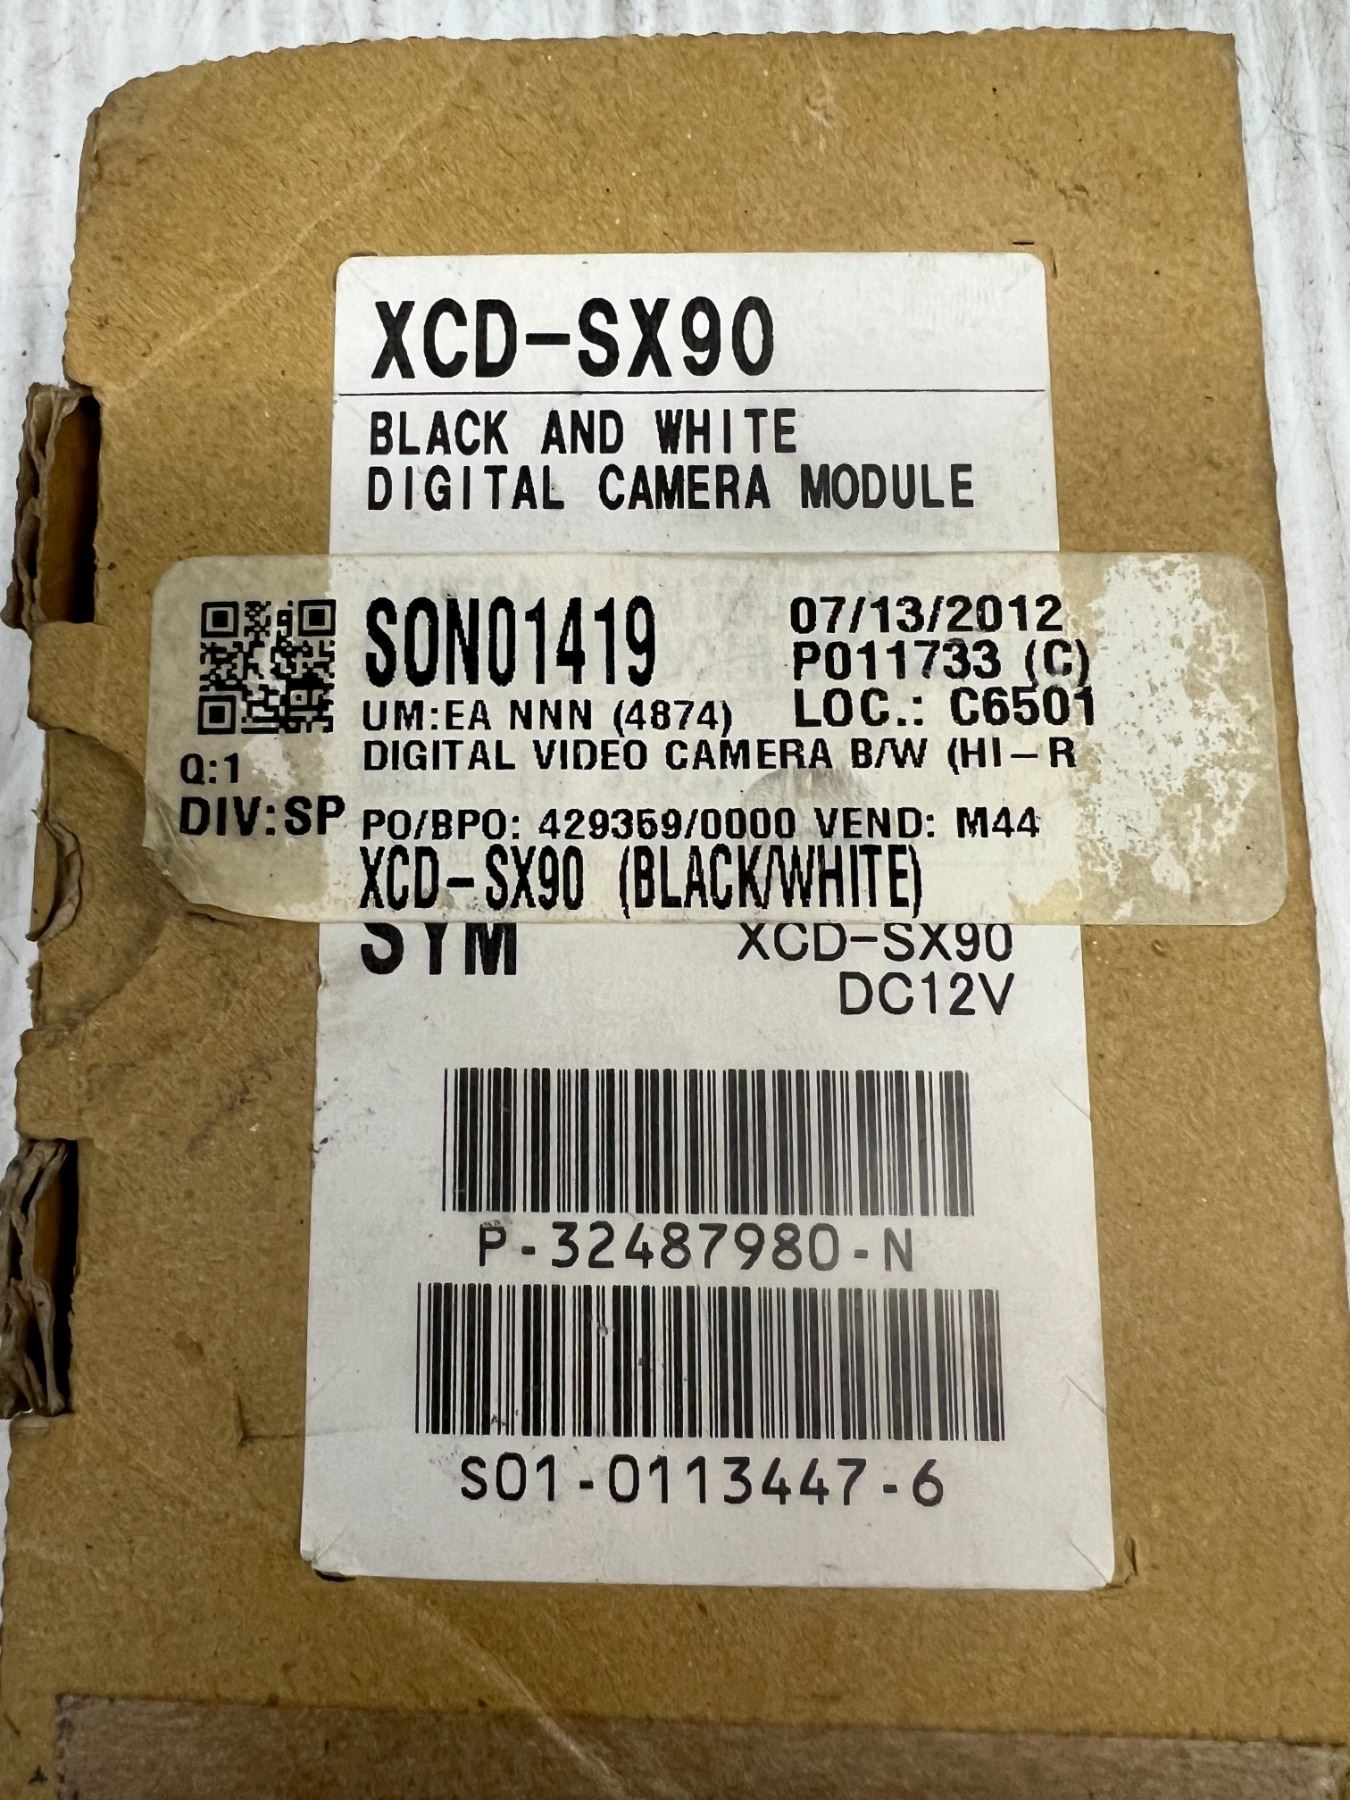 XCD-SX90
BLACK AND WHITE
DIGITAL CAMERA MODULE
SON01419
07/13/2012
P011733 (C)
UM:EA NNN (4874)
LOC.: C6501
DIGITAL VIDEO CAMERA B/W (HI-R
Q:1
DIV:SP
PO/BPO: 429359/0000 VEND: M44
XCD-SX90 (BLACK/WHITE)
SYM
XCD-SX90
DC12V
P-32487980-N
S01-0113447-6